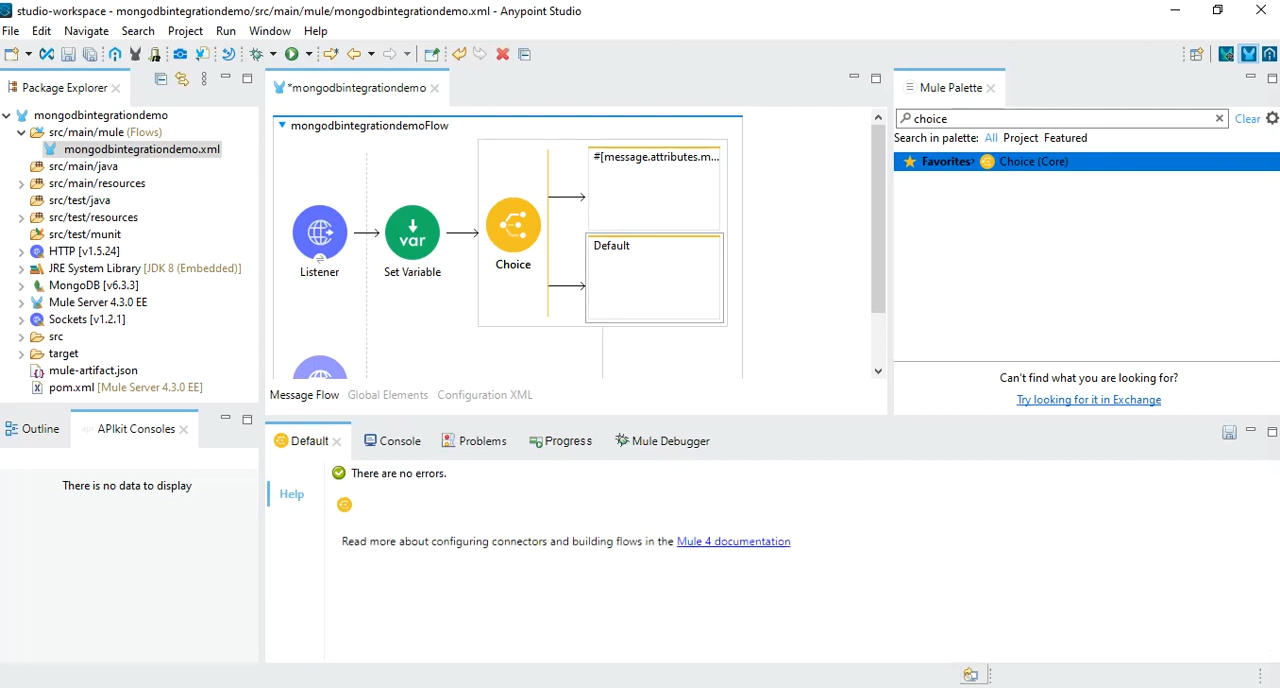 studio-workspace - mongodbintegrationdemo/src/main/mule/mongodbintegrationdemo.xml - Anypoint Studio
File Edit Navigate Search Project Run Window Help
Package Explorer
mongodbintegrationdemo
src/main/mule (Flows)
mongodbintegrationdemo.xml
src/main/java
src/main/resources
src/test/java
src/test/resources
src/test/munit
HTTP [v1.5.24]
JRE System Library [JDK 8 (Embedded)]
MongoDB [v6.3.3]
Mule Server 4.3.0 EE
Sockets [v1.2.1]
src
target
mule-artifact.json
pom.xml [Mule Server 4.3.0 EE]
Outline
APIkit Consoles
There is no data to display
*mongodbintegrationdemo
mongodbintegrationdemoFlow
Listener
var
Set Variable
Choice
#[message.attributes.m...
Default
Message Flow Global Elements Configuration XML
Mule Palette
choice
Clear
Search in palette: All Project Featured
Favorites› Choice (Core)
Can't find what you are looking for?
Try looking for it in Exchange
Default Console Problems Progress Mule Debugger
There are no errors.
Help
Read more about configuring connectors and building flows in the Mule 4 documentation